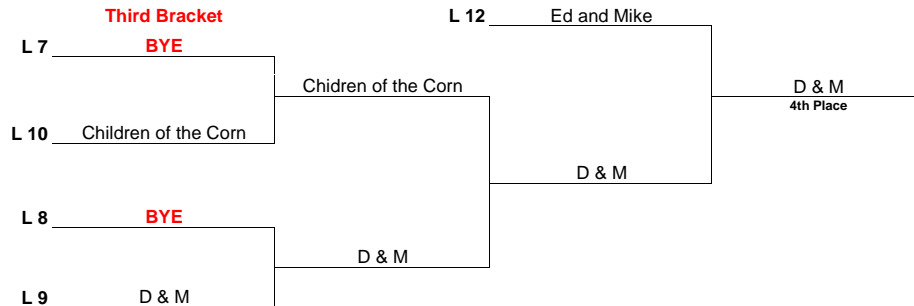 Third Bracket
L 12 Ed and Mike
L 7 BYE
Chidren of the Corn
D & M
4th Place
L 10 Children of the Corn
D & M
L 8 BYE
D & M
L 9 D & M